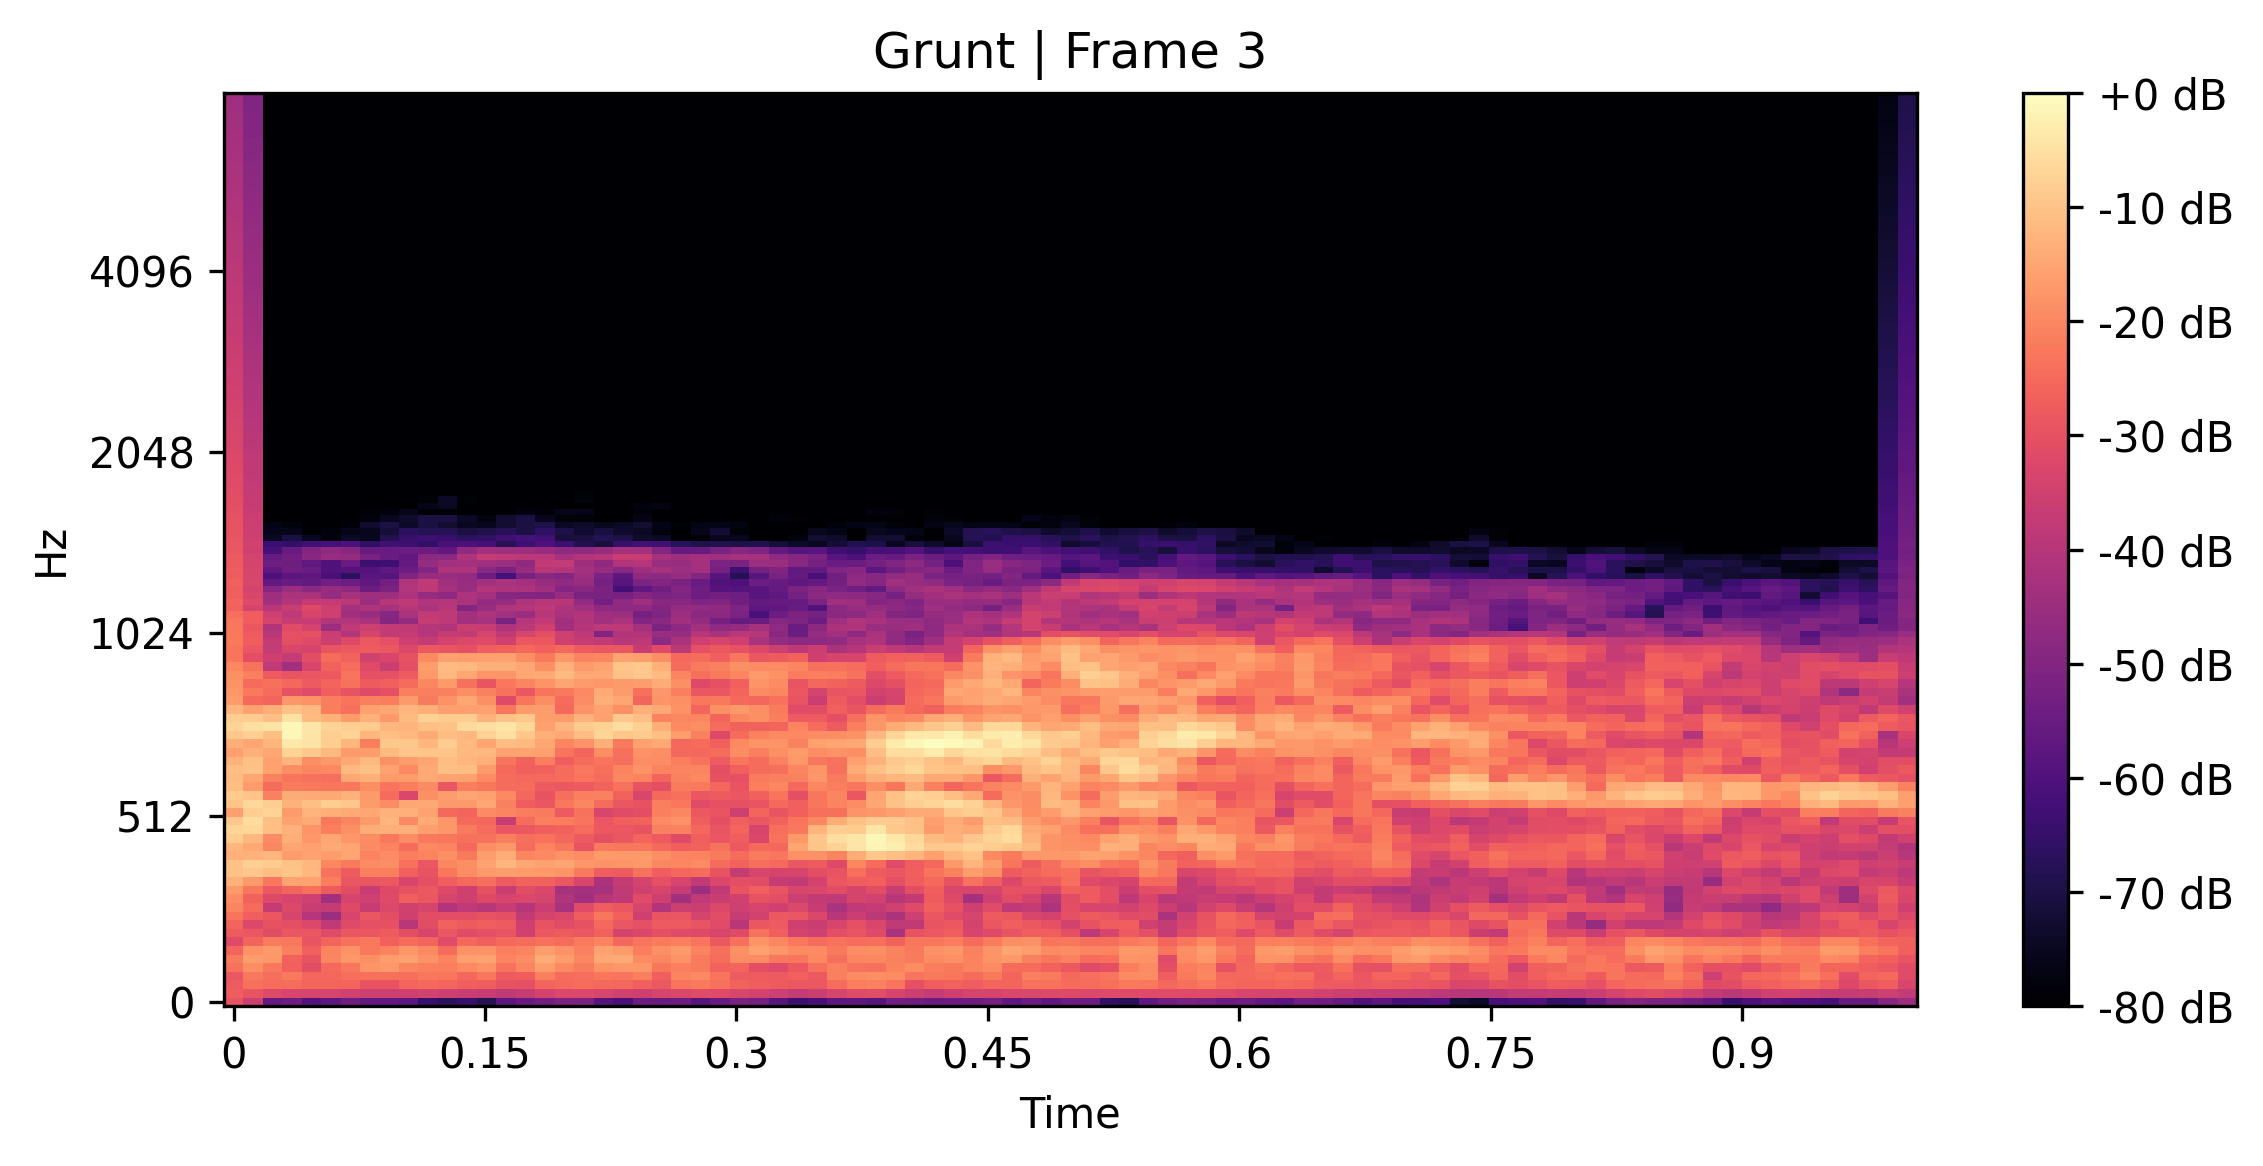 Grunt | Frame 3
Hz
4096
2048
1024
512
0
0 0.15 0.3 0.45 0.6 0.75 0.9
Time
+0 dB
-10 dB
-20 dB
-30 dB
-40 dB
-50 dB
-60 dB
-70 dB
-80 dB